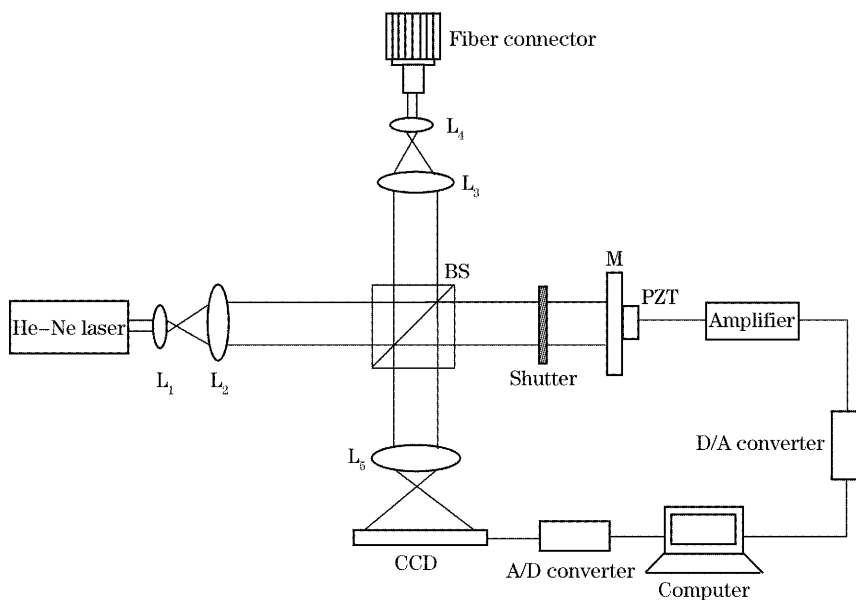 Fiber connector
L4
L3
BS
M
PZT
He–Ne laser
Amplifier
L1
L2
Shutter
D/A converter
L5
CCD
A/D converter
Computer